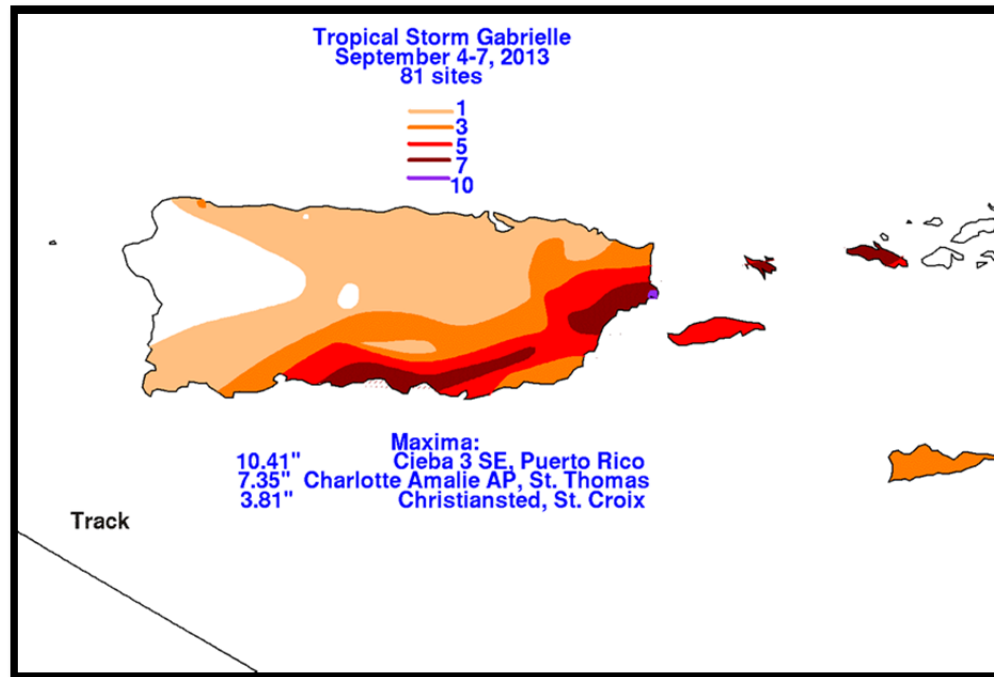 Tropical Storm Gabrielle
September 4-7, 2013
81 sites
1
3
5
7
10
Maxima:
10.41" Cieba 3 SE, Puerto Rico
7.35" Charlotte Amalie AP, St. Thomas
3.81" Christiansted, St. Croix
Track